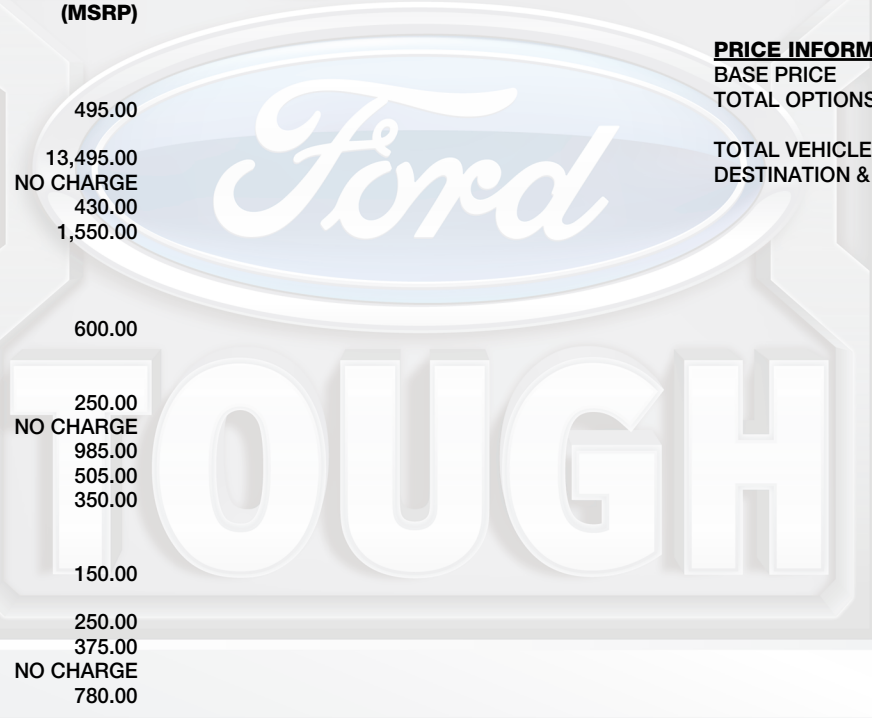 (MSRP)
495.00
13,495.00
NO CHARGE
430.00
1,550.00
600.00
250.00
NO CHARGE
985.00
505.00
350.00
150.00
250.00
375.00
NO CHARGE
780.00
PRICE INFORM
BASE PRICE
TOTAL OPTIONS
TOTAL VEHICLE
DESTINATION &
Ford
TOUGH